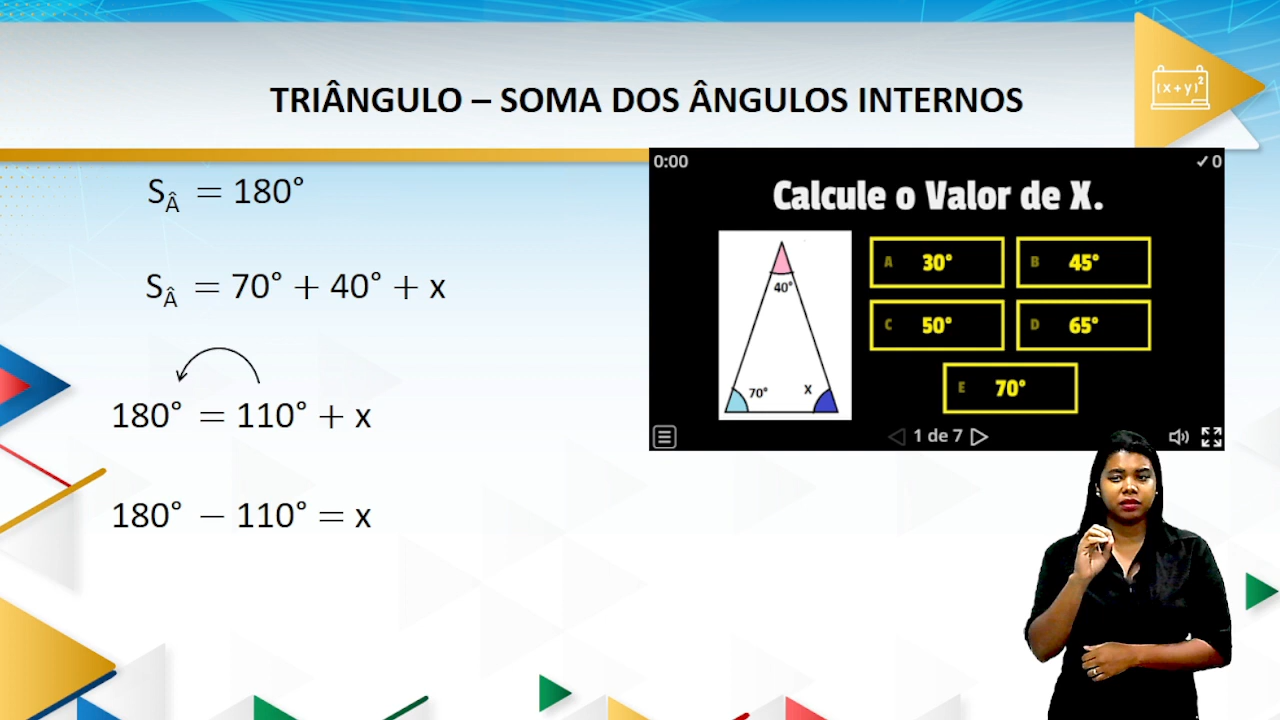 TRIÂNGULO – SOMA DOS ÂNGULOS INTERNOS
(x+y)²
S_Â = 180°
S_Â = 70° + 40° + x
180° = 110° + x
180° − 110° = x
0:00
✓ 0
Calcule o Valor de X.
40°
70°
X
A 30°
B 45°
C 50°
D 65°
E 70°
1 de 7